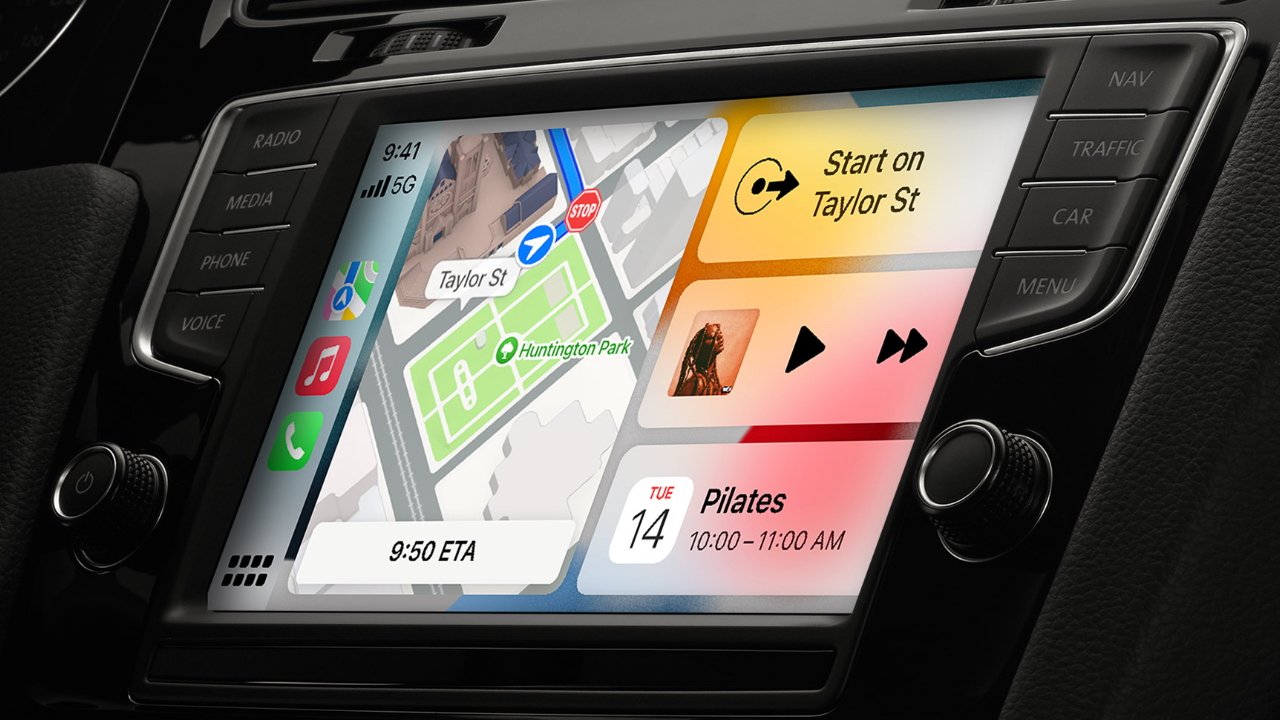 RADIO
MEDIA
PHONE
VOICE
9:41
5G
STOP
Taylor St
Huntington Park
9:50 ETA
Start on
Taylor St
TUE
14
Pilates
10:00 – 11:00 AM
NAV
TRAFFIC
CAR
MENU